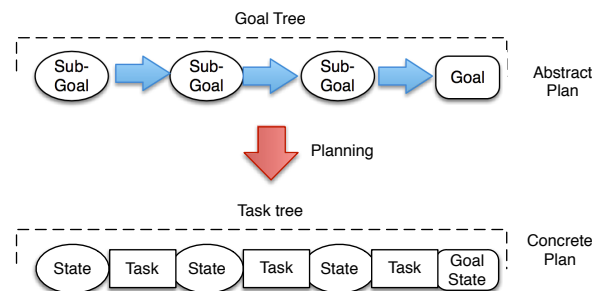 Goal Tree
Sub-
Goal
Sub-
Goal
Sub-
Goal
Goal
Abstract
Plan
Planning
Task tree
Concrete
Plan
State
Task
State
Task
State
Task
Goal
State